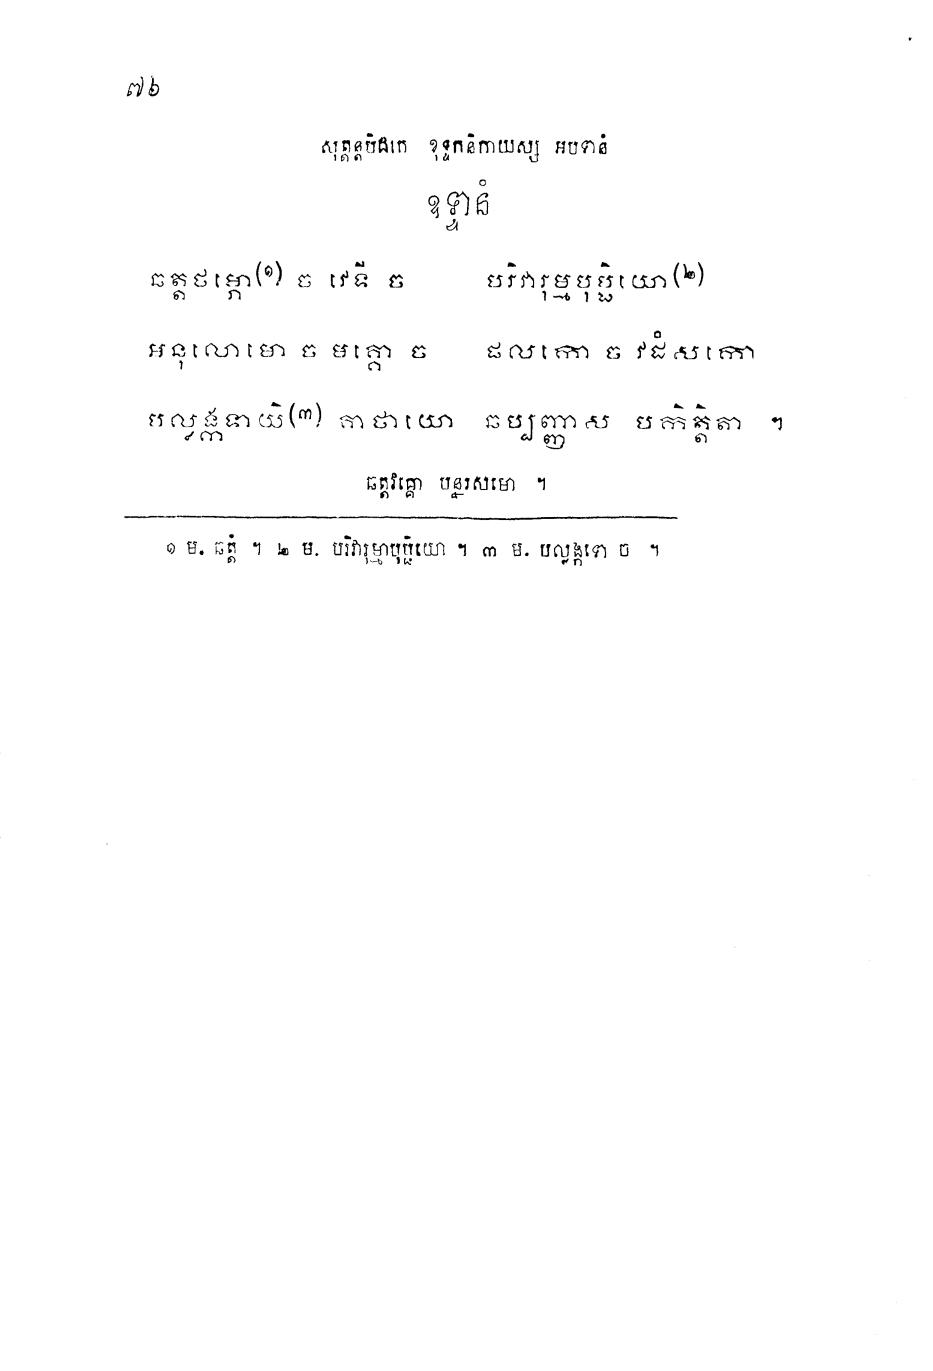 ៧៦
សុត្តន្តបិដកេ ខុទ្ទកនិកាយស្ស អបទានំ
ឧទ្ទានំ
ឆត្តថម្ភោ(១) ច វេទី ច បរិវារុម្មបុប្ផិយោ(២)
អនុលោមោ ច មគ្គោ ច ផលកោ ច វដំសកោ
បល្លង្កទាយិ(៣) គាថាយោ ឆប្បញ្ញាស បកិត្តិតា ។
ឆត្តវគ្គោ បន្នរសមោ ។
១ ម. ឆត្តំ ។ ២ ម. បរិវារុម្មាបុប្ផិយោ ។ ៣ ម. បល្លង្កទោ ច ។